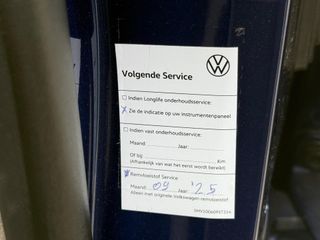 Volgende Service
Indien Longlife onderhoudsservice:
X Zie de indicatie op uw instrumentenpaneel
Indien vast onderhoudsservice:
Maand: Jaar:
Of bij Km.
(Afhankelijk van wat het eerst wordt bereikt)
Remvloeistof Service
Maand: 09 Jaar: '25
Alleen met originele Volkswagen remvloeistof